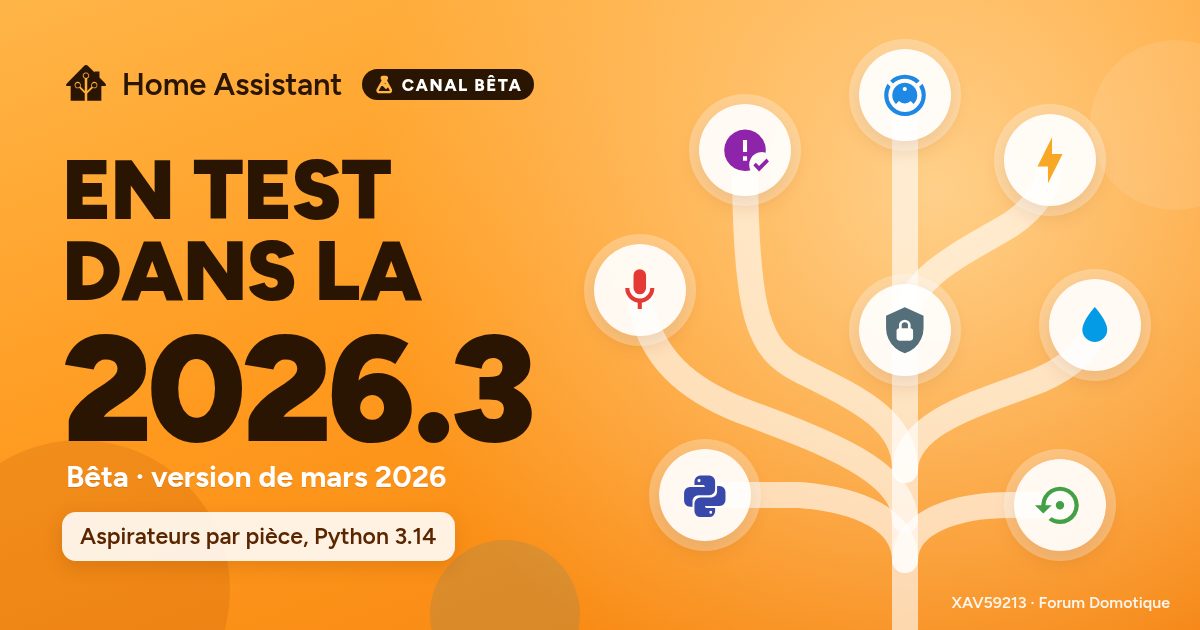 Home Assistant
CANAL BÊTA
EN TEST
DANS LA
2026.3
Bêta · version de mars 2026
Aspirateurs par pièce, Python 3.14
XAV59213 · Forum Domotique